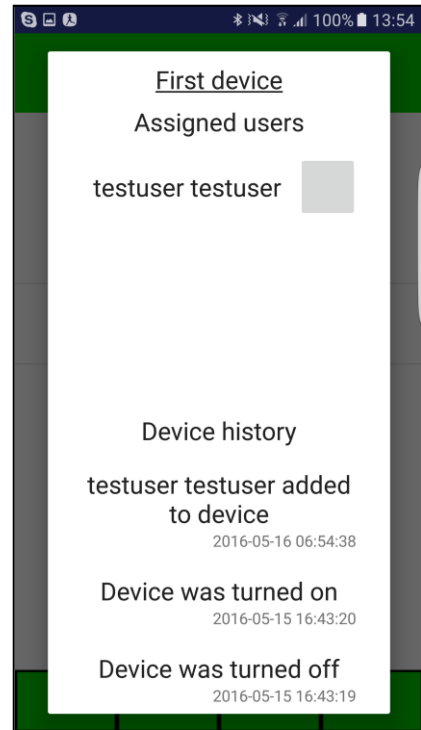 100% 13:54
First device
Assigned users
testuser testuser
Device history
testuser testuser added
to device
2016-05-16 06:54:38
Device was turned on
2016-05-15 16:43:20
Device was turned off
2016-05-15 16:43:19